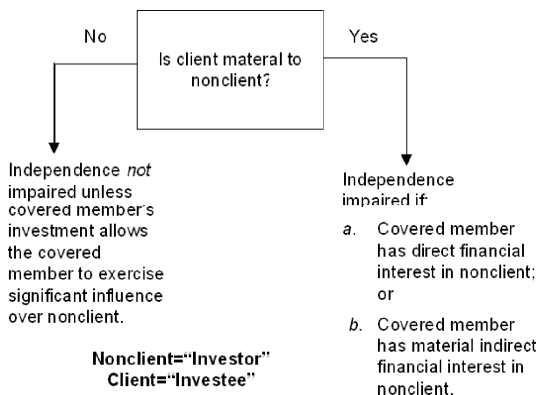 No
Yes
Is client materal to
nonclient?
Independence not
impaired unless
covered member's
investment allows
the covered
member to exercise
significant influence
over nonclient.
Independence
impaired if:
a. Covered member
has direct financial
interest in nonclient;
or
b. Covered member
has material indirect
financial interest in
nonclient.
Nonclient=“Investor”
Client=“Investee”